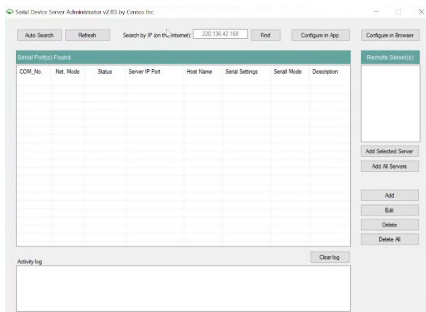 Serial Device Server Administrator v2.63 by Centeo Inc.
Auto Search
Refresh
Search by IP (on the Internet):
220.136.42.168
Find
Configure in App
Configure in Browser
Serial Port(s) Found
Remote Server(s)
COM_No. Net. Mode Status Server IP:Port Host Name Serial Settings Serail Mode Description
Add Selected Server
Add All Servers
Add
Edit
Delete
Delete All
Clear log
Activity log